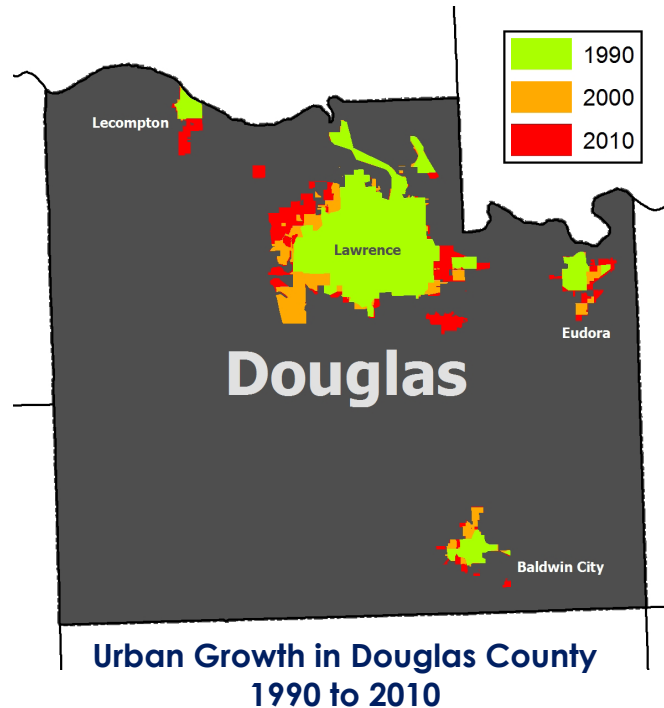 1990
2000
2010
Lecompton
Lawrence
Eudora
Douglas
Baldwin City
Urban Growth in Douglas County
1990 to 2010